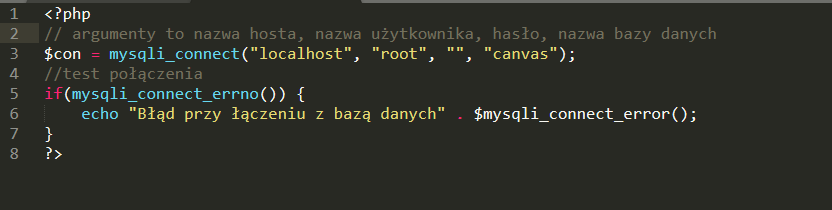 1 <?php
2 // argumenty to nazwa hosta, nazwa użytkownika, hasło, nazwa bazy danych
3 $con = mysqli_connect("localhost", "root", "", "canvas");
4 //test połączenia
5 if(mysqli_connect_errno()) {
6 echo "Błąd przy łączeniu z bazą danych" . $mysqli_connect_error();
7 }
8 ?>